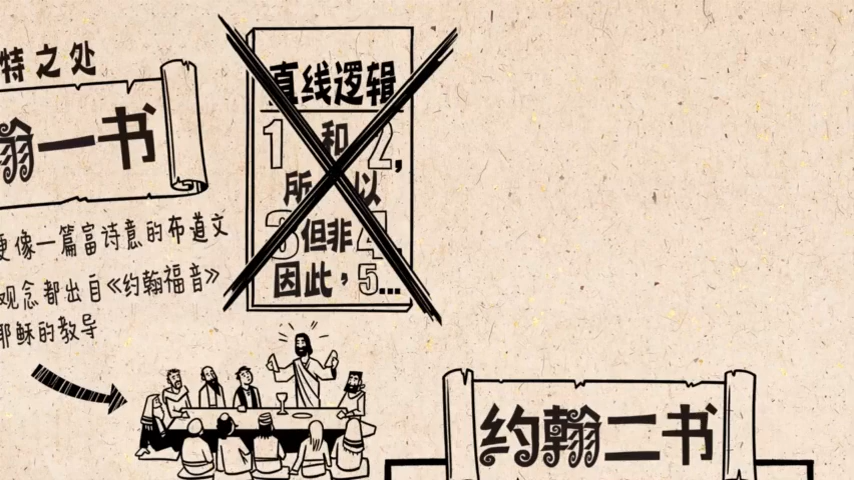 特之处
翰一书
更像一篇富诗意的布道文
观念都出自《约翰福音》
耶稣的教导
直线逻辑
1 和 2,
所以
3 但非 4,
因此，5...
约翰二书